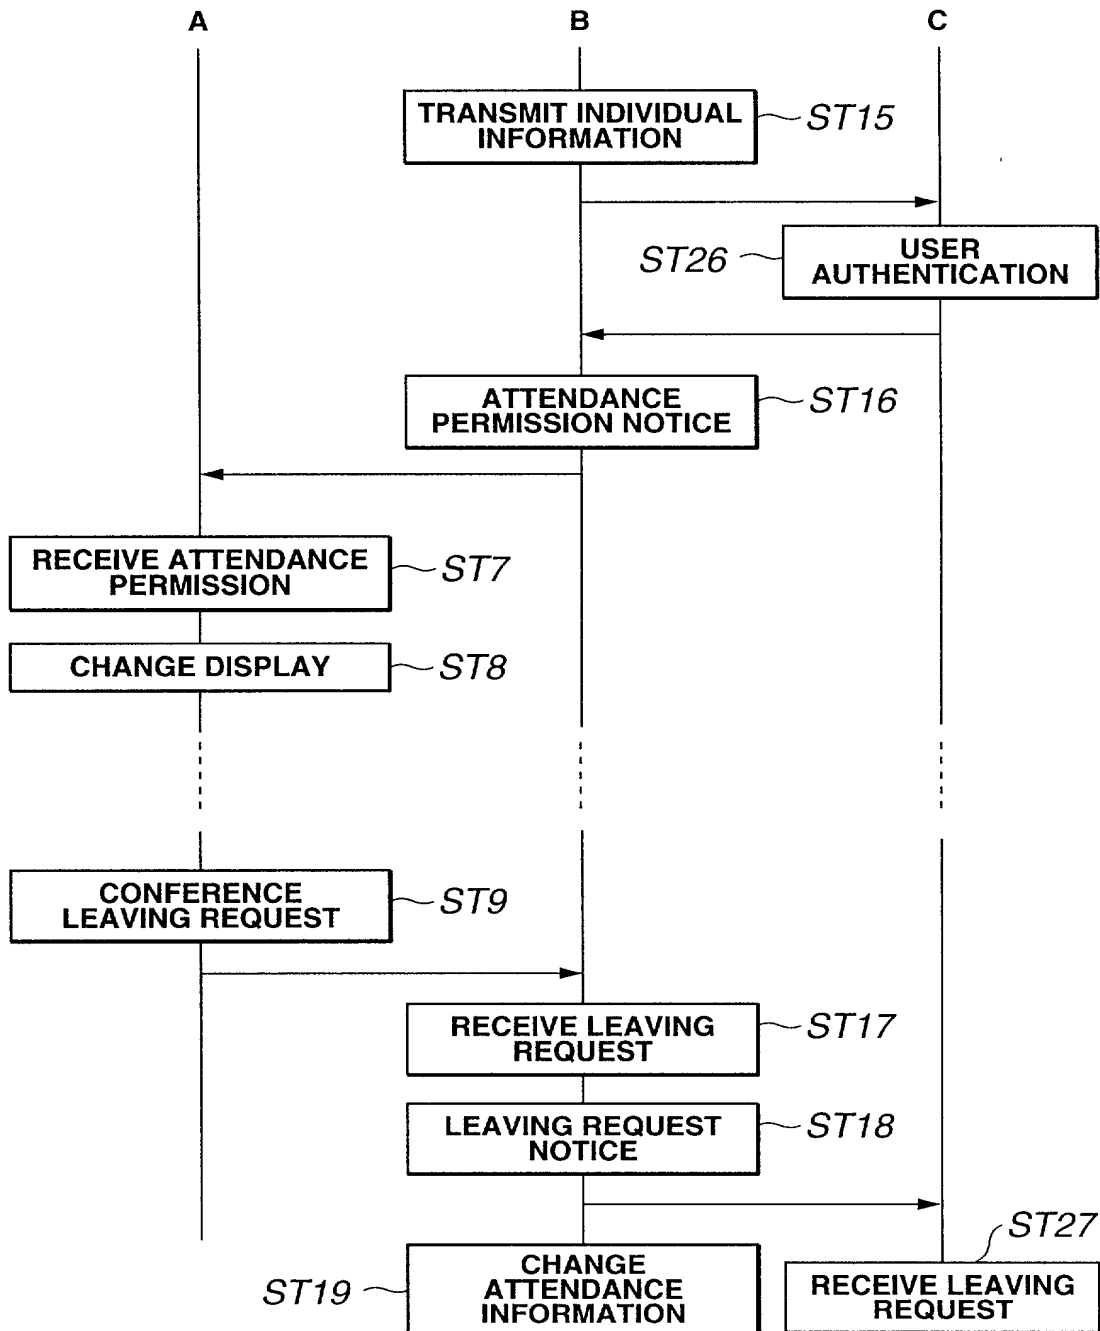 A B C
TRANSMIT INDIVIDUAL
INFORMATION
ST15
USER
AUTHENTICATION
ST26
ATTENDANCE
PERMISSION NOTICE
ST16
RECEIVE ATTENDANCE
PERMISSION
ST7
CHANGE DISPLAY
ST8
CONFERENCE
LEAVING REQUEST
ST9
RECEIVE LEAVING
REQUEST
ST17
LEAVING REQUEST
NOTICE
ST18
ST27
ST19
CHANGE
ATTENDANCE
INFORMATION
RECEIVE LEAVING
REQUEST